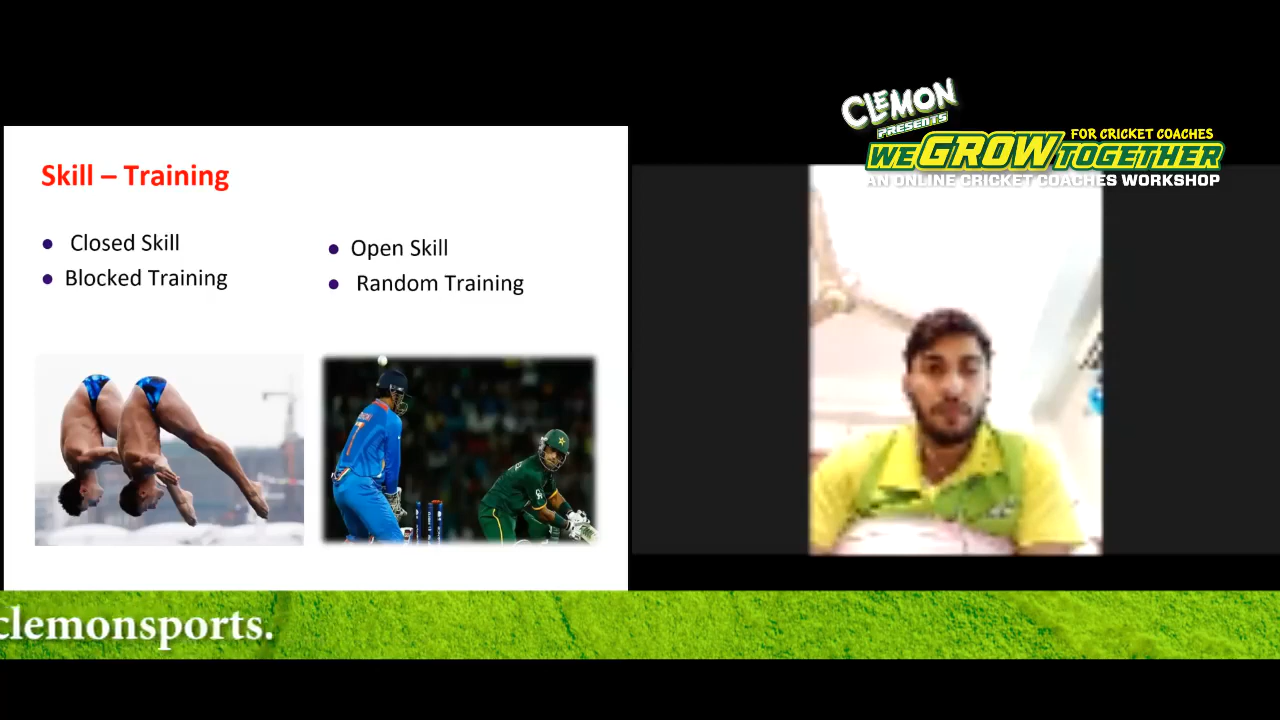 CLEMON
PRESENTS
FOR CRICKET COACHES
WE GROW TOGETHER
AN ONLINE CRICKET COACHES WORKSHOP
Skill – Training
● Closed Skill
● Blocked Training
● Open Skill
● Random Training
7
clemonsports.